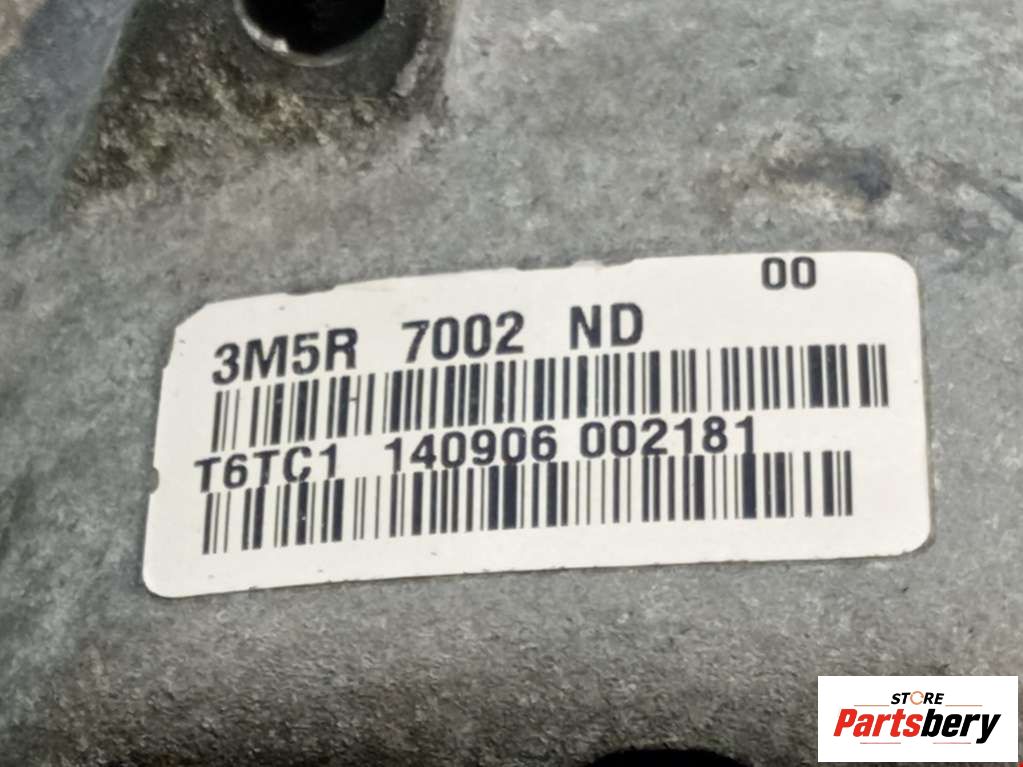 00
3M5R 7002 ND
T6TC1 140906 002181
STORE
Partsbery